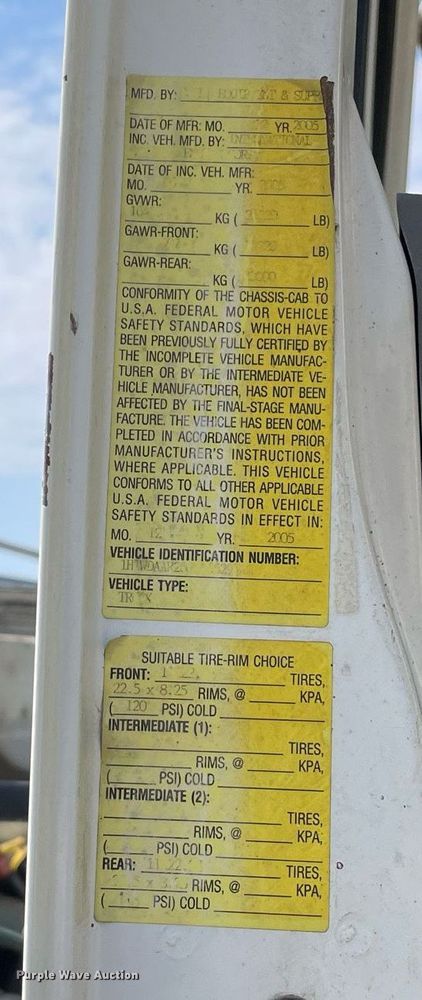 MFD. BY: & SUPP
DATE OF MFR: MO. YR. 2005
INC. VEH. MFD. BY: INTERNATIONAL
DATE OF INC. VEH. MFR:
MO. YR.
GVWR:
KG ( LB)
GAWR-FRONT:
KG ( LB)
GAWR-REAR:
KG ( LB)
CONFORMITY OF THE CHASSIS-CAB TO
U.S.A. FEDERAL MOTOR VEHICLE
SAFETY STANDARDS, WHICH HAVE
BEEN PREVIOUSLY FULLY CERTIFIED BY
THE INCOMPLETE VEHICLE MANUFAC-
TURER OR BY THE INTERMEDIATE VE-
HICLE MANUFACTURER, HAS NOT BEEN
AFFECTED BY THE FINAL-STAGE MANU-
FACTURE. THE VEHICLE HAS BEEN COM-
PLETED IN ACCORDANCE WITH PRIOR
MANUFACTURER'S INSTRUCTIONS,
WHERE APPLICABLE. THIS VEHICLE
CONFORMS TO ALL OTHER APPLICABLE
U.S.A. FEDERAL MOTOR VEHICLE
SAFETY STANDARDS IN EFFECT IN:
MO. 12 YR. 2005
VEHICLE IDENTIFICATION NUMBER:
VEHICLE TYPE:
SUITABLE TIRE-RIM CHOICE
FRONT: TIRES,
22.5 x 8.25 RIMS, @ KPA,
( 120 PSI) COLD
INTERMEDIATE (1):
TIRES,
RIMS, @ KPA,
( PSI) COLD
INTERMEDIATE (2):
TIRES,
RIMS, @ KPA,
( PSI) COLD
REAR: 11 22. TIRES,
RIMS, @ KPA,
( PSI) COLD
Purple Wave Auction